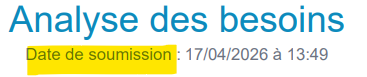 Analyse des besoins
Date de soumission : 17/04/2026 à 13:49